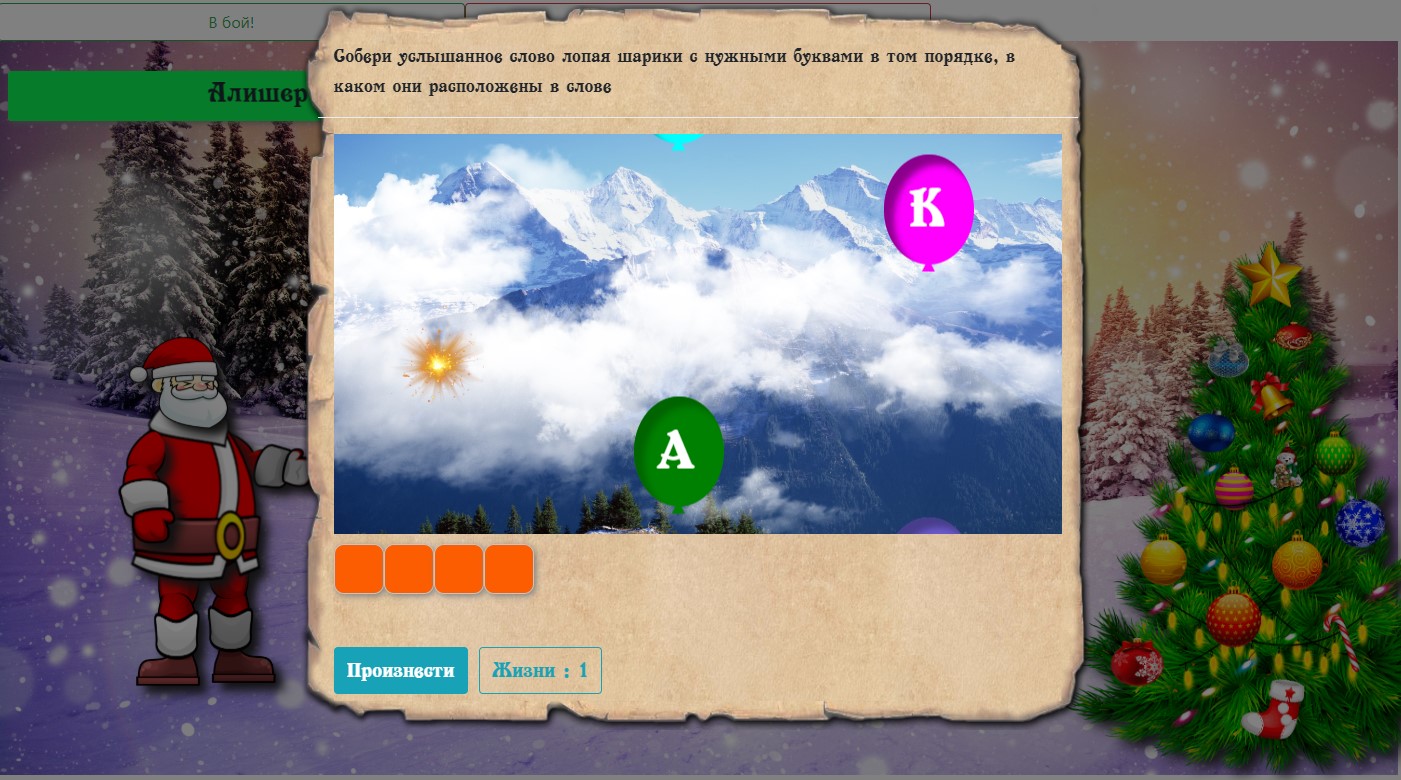 В бой!
Алишер
Собери услышанное слово лопая шарики с нужными буквами в том порядке, в
каком они расположены в слове
К
А
Произнести
Жизни : 1